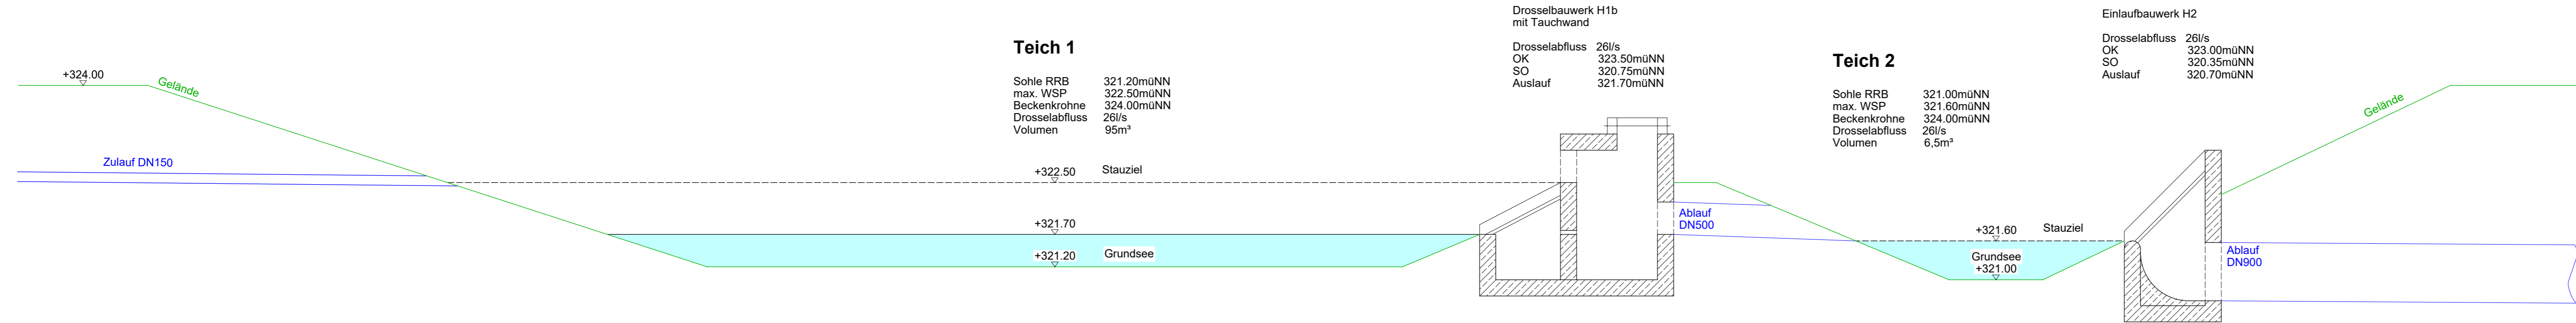 +324.00
Gelände
Zulauf DN150
Teich 1
Sohle RRB 321.20müNN
max. WSP 322.50müNN
Beckenkrohne 324.00müNN
Drosselabfluss 26l/s
Volumen 95m³
+322.50 Stauziel
+321.70
+321.20 Grundsee
Drosselbauwerk H1b
mit Tauchwand
Drosselabfluss 26l/s
OK 323.50müNN
SO 320.75müNN
Auslauf 321.70müNN
Ablauf
DN500
Teich 2
Sohle RRB 321.00müNN
max. WSP 321.60müNN
Beckenkrohne 324.00müNN
Drosselabfluss 26l/s
Volumen 6,5m³
+321.60 Stauziel
Grundsee
+321.00
Einlaufbauwerk H2
Drosselabfluss 26l/s
OK 323.00müNN
SO 320.35müNN
Auslauf 320.70müNN
Ablauf
DN900
Gelände